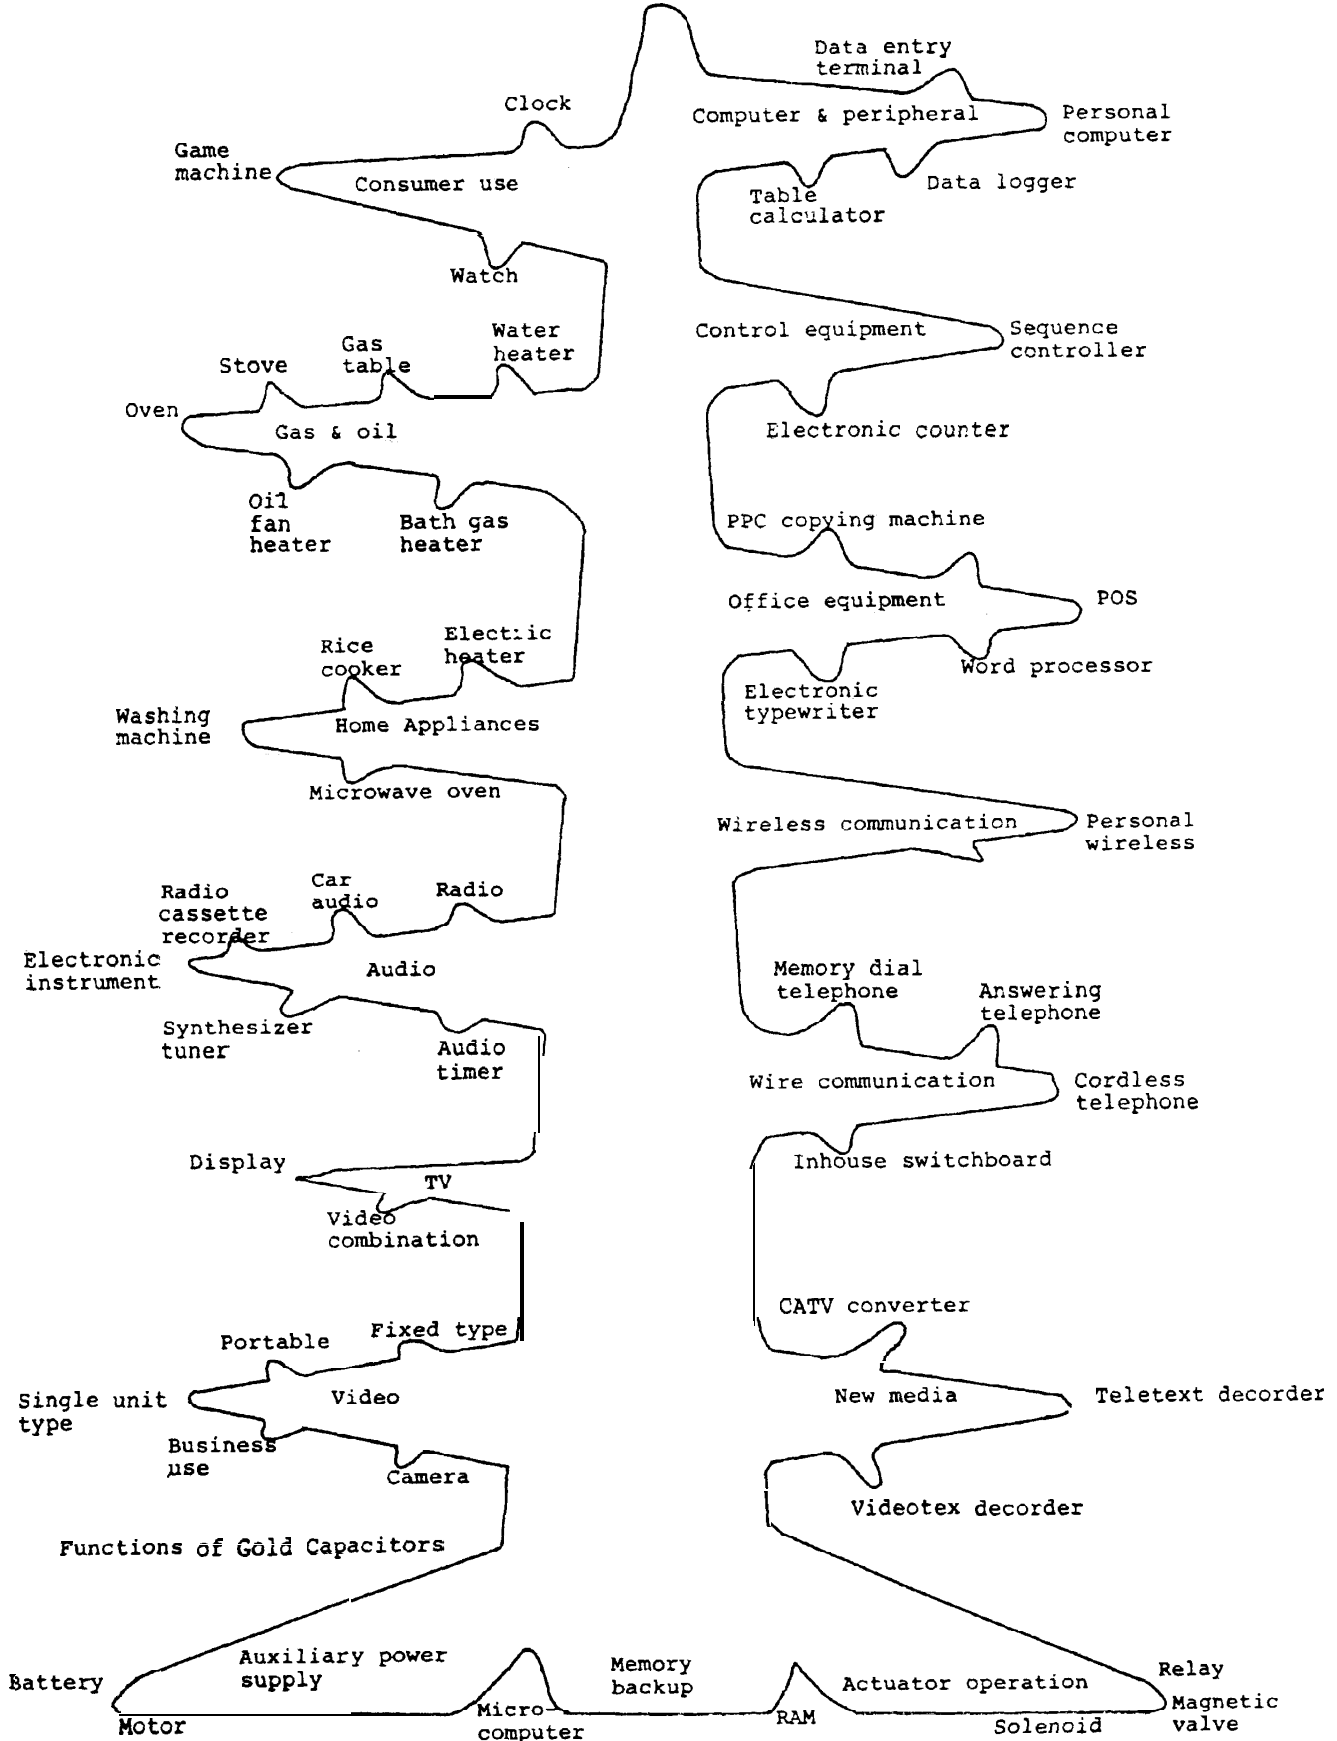 Data entry
terminal
Clock
Computer & peripheral
Personal
computer
Game
machine
Consumer use
Data logger
Table
calculator
Watch
Water
heater
Gas
table
Stove
Control equipment
Sequence
controller
Oven
Gas & oil
Electronic counter
Oil
fan
heater
Bath gas
heater
PPC copying machine
Office equipment
POS
Word processor
Rice
cooker
Electric
heater
Electronic
typewriter
Washing
machine
Home Appliances
Microwave oven
Wireless communication
Personal
wireless
Radio
cassette
recorder
Car
audio
Radio
Electronic
instrument
Audio
Memory dial
telephone
Answering
telephone
Synthesizer
tuner
Audio
timer
Wire communication
Cordless
telephone
Inhouse switchboard
Display
TV
Video
combination
CATV converter
Portable
Fixed type
Single unit
type
Video
New media
Teletext decorder
Business
use
Camera
Videotex decorder
Functions of Gold Capacitors
Auxiliary power
supply
Memory
backup
Actuator operation
Relay
Battery
Magnetic
valve
Motor
Micro-
computer
RAM
Solenoid